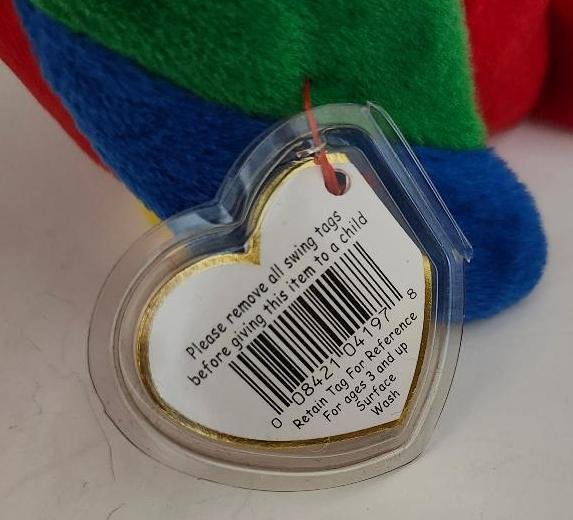 Please remove all swing tags
before giving this item to a child
0 08421 04197 8
Retain Tag For Reference
For ages 3 and up
Surface
Wash